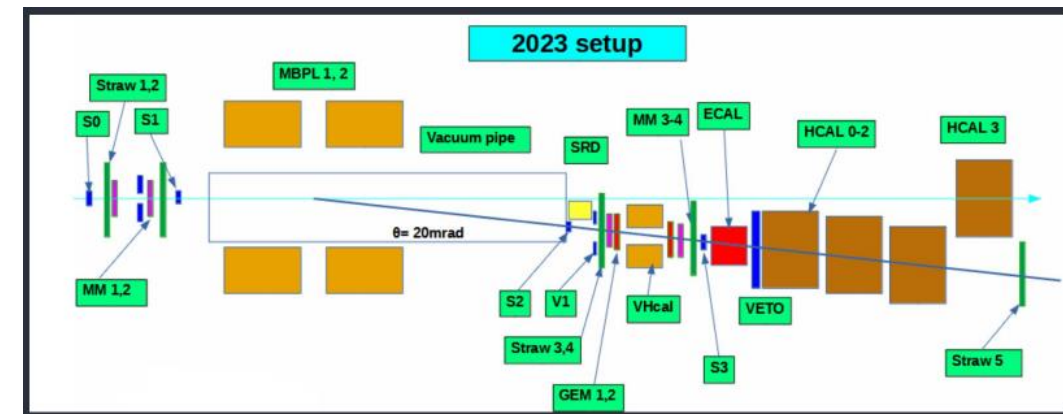 2023 setup
MBPL 1, 2
Straw 1,2
S0
S1
Vacuum pipe
SRD
MM 3-4
ECAL
HCAL 0-2
HCAL 3
θ= 20mrad
MM 1,2
S2
V1
VHcal
VETO
Straw 3,4
S3
Straw 5
GEM 1,2